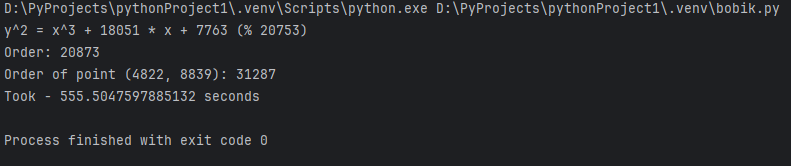 D:\PyProjects\pythonProject1\.venv\Scripts\python.exe D:\PyProjects\pythonProject1\.venv\bobik.py
y^2 = x^3 + 18051 * x + 7763 (% 20753)
Order: 20873
Order of point (4822, 8839): 31287
Took - 555.5047597885132 seconds
Process finished with exit code 0